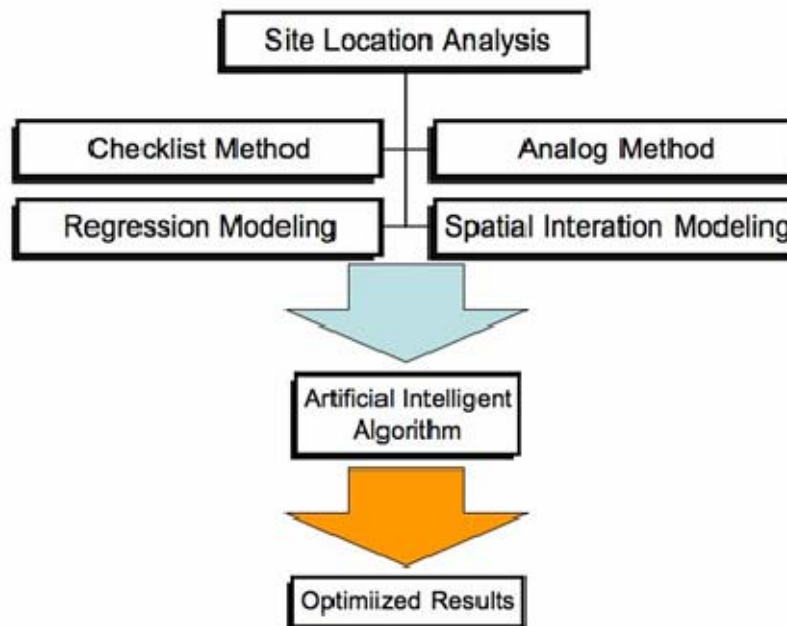 Site Location Analysis
Checklist Method
Analog Method
Regression Modeling
Spatial Interation Modeling
Artificial Intelligent
Algorithm
Optimiized Results